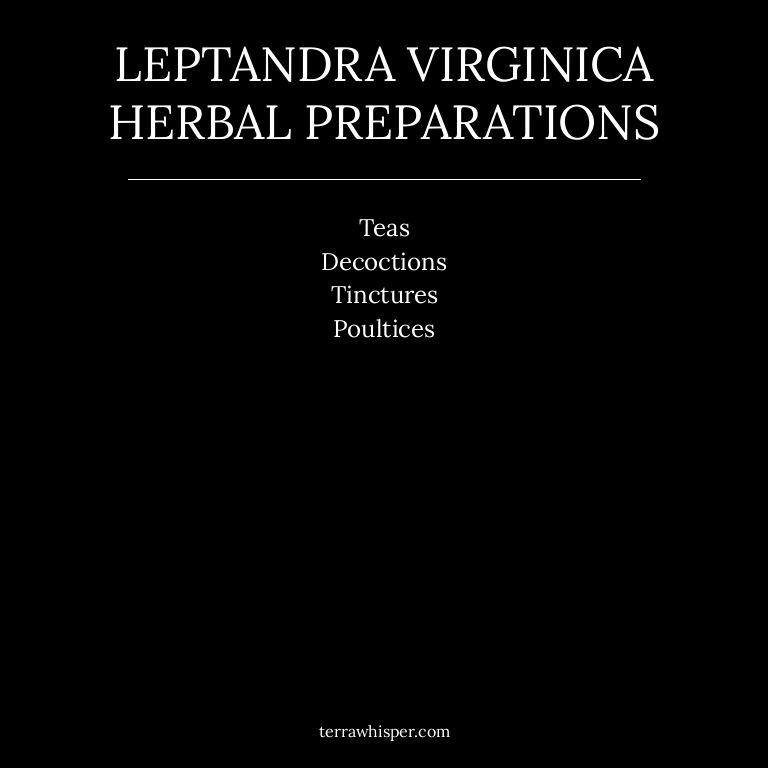 LEPTANDRA VIRGINICA
HERBAL PREPARATIONS
Teas
Decoctions
Tinctures
Poultices
terrawhisper.com